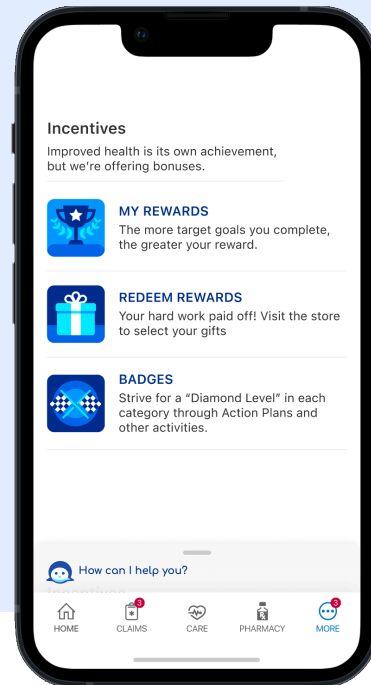 Incentives
Improved health is its own achievement,
but we're offering bonuses.
MY REWARDS
The more target goals you complete,
the greater your reward.
REDEEM REWARDS
Your hard work paid off! Visit the store
to select your gifts
BADGES
Strive for a "Diamond Level" in each
category through Action Plans and
other activities.
How can I help you?
Incentives
3 3
HOME CLAIMS CARE PHARMACY MORE